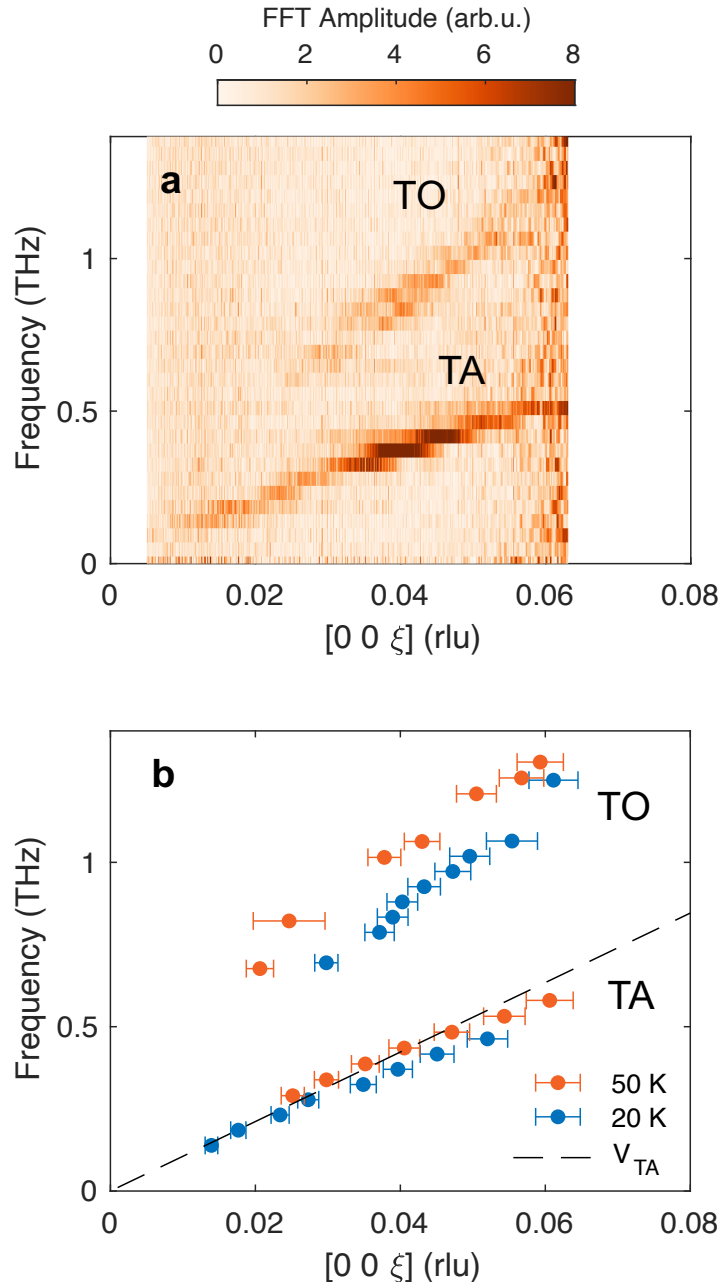 FFT Amplitude (arb.u.)
0 2 4 6 8
a
TO
TA
1
0.5
0
Frequency (THz)
0 0.02 0.04 0.06 0.08
[0 0 ξ] (rlu)
b
TO
TA
1
0.5
0
Frequency (THz)
50 K
20 K
V_TA
0 0.02 0.04 0.06 0.08
[0 0 ξ] (rlu)